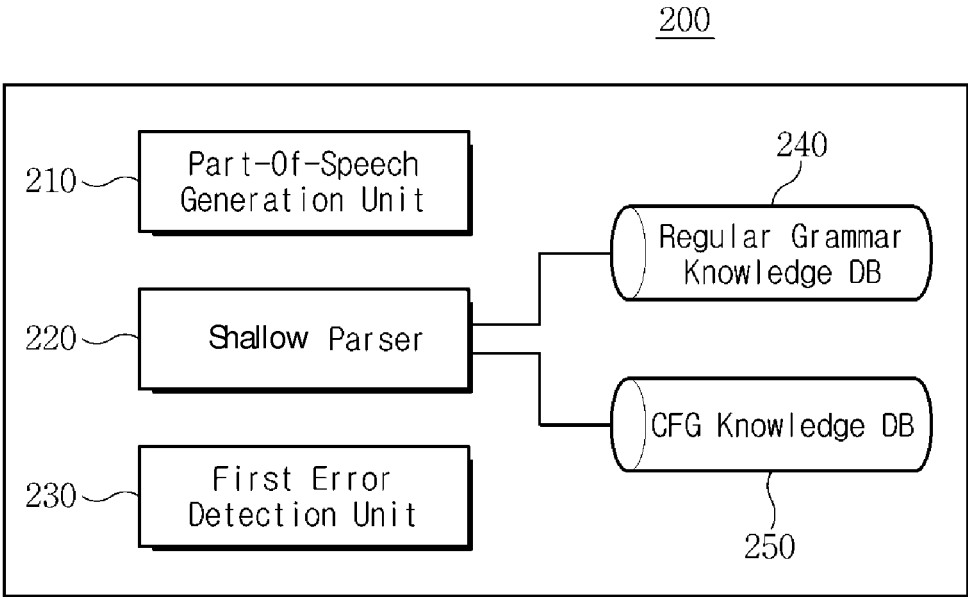 200
210
Part-Of-Speech
Generation Unit
240
Regular Grammar
Knowledge DB
220
Shallow Parser
CFG Knowledge DB
250
230
First Error
Detection Unit